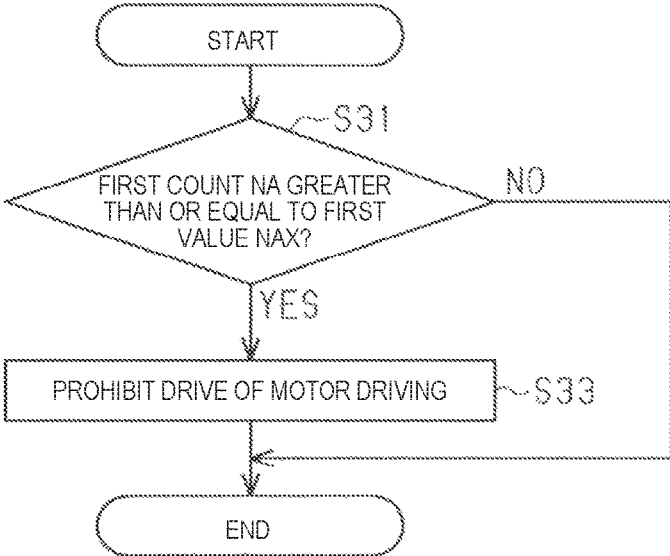 START
S31
FIRST COUNT NA GREATER
THAN OR EQUAL TO FIRST
VALUE NAX?
NO
YES
PROHIBIT DRIVE OF MOTOR DRIVING
S33
END